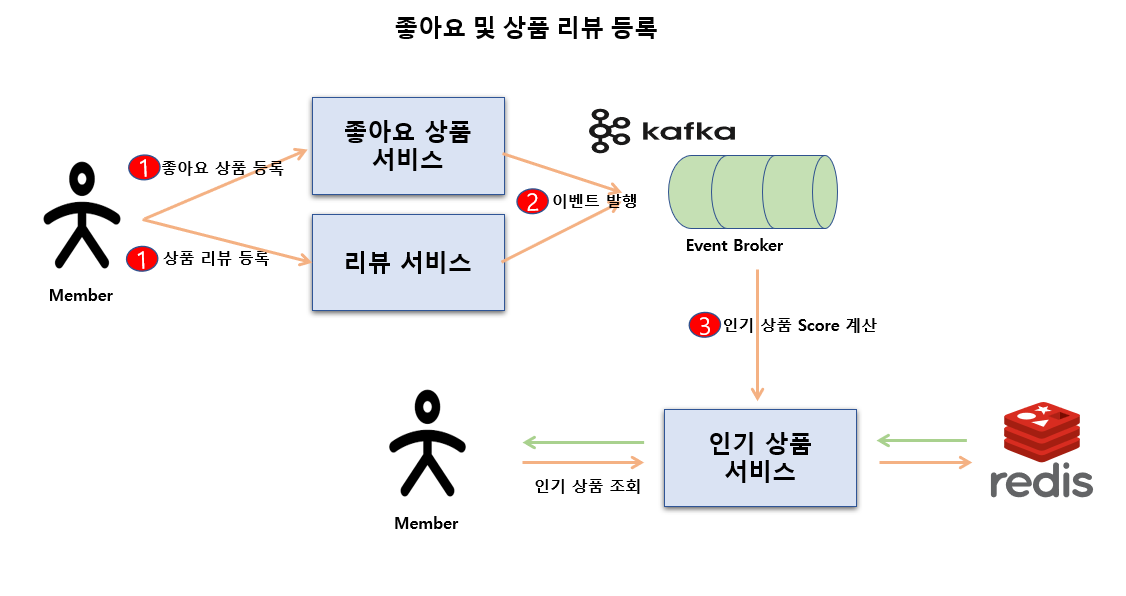 좋아요 및 상품 리뷰 등록
좋아요 상품
서비스
kafka
1 좋아요 상품 등록
2 이벤트 발행
리뷰 서비스
1 상품 리뷰 등록
Event Broker
Member
3 인기 상품 Score 계산
인기 상품
서비스
redis
인기 상품 조회
Member